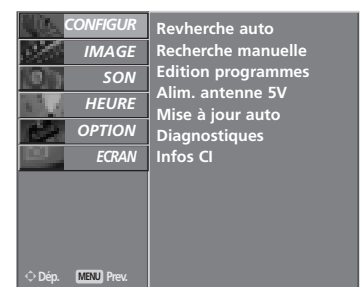 CONFIGUR
IMAGE
SON
HEURE
OPTION
ECRAN
Revherche auto
Recherche manuelle
Edition programmes
Alim. antenne 5V
Mise à jour auto
Diagnostiques
Infos CI
Dép. MENU Prev.